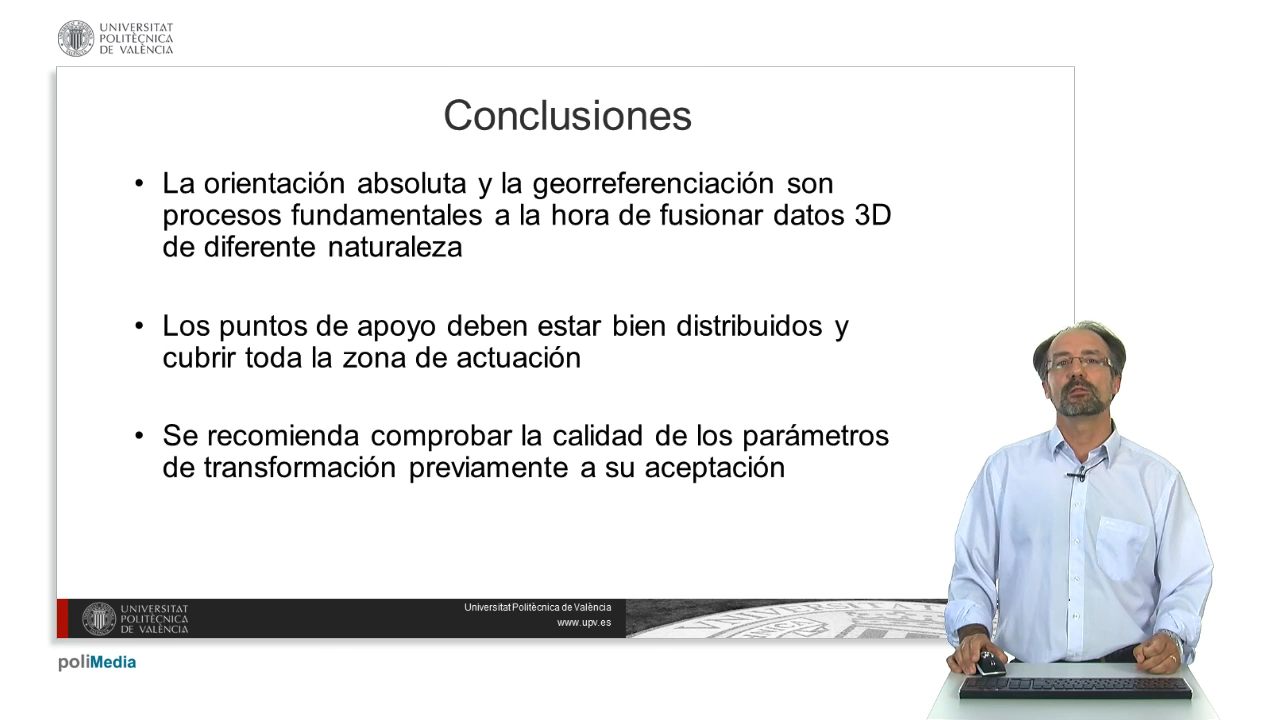 UNIVERSITAT
POLITÈCNICA
DE VALÈNCIA
Conclusiones
• La orientación absoluta y la georreferenciación son
procesos fundamentales a la hora de fusionar datos 3D
de diferente naturaleza
• Los puntos de apoyo deben estar bien distribuidos y
cubrir toda la zona de actuación
• Se recomienda comprobar la calidad de los parámetros
de transformación previamente a su aceptación
UNIVERSITAT
POLITÈCNICA
DE VALÈNCIA
Universitat Politècnica de València
www.upv.es
poliMedia